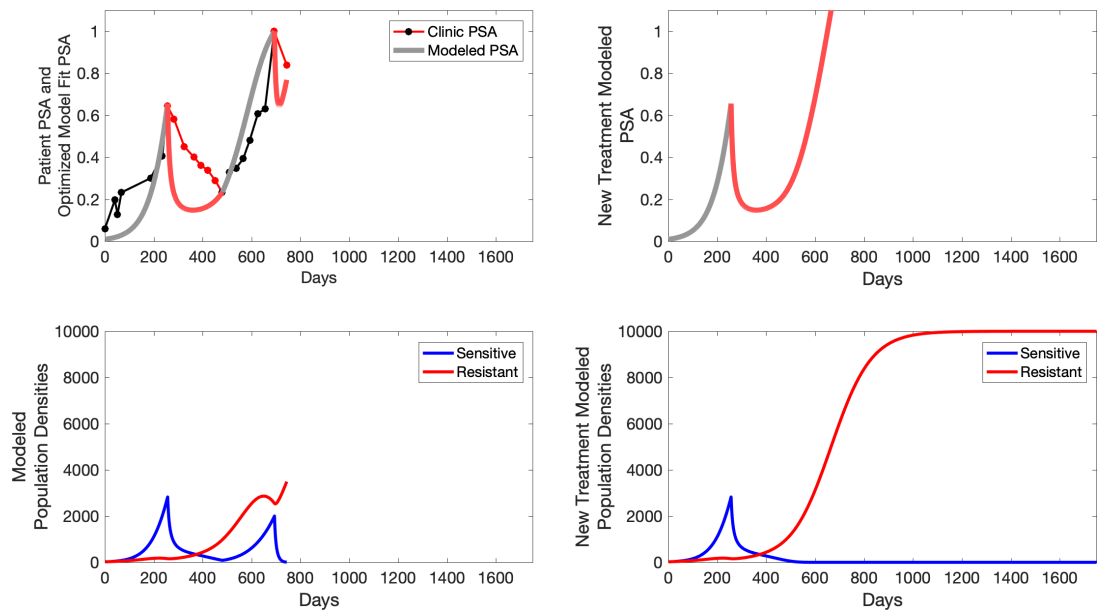 Patient PSA and
Optimized Model Fit PSA
1
0.8
0.6
0.4
0.2
0
0 200 400 600 800 1000 1200 1400 1600
Days
Clinic PSA
Modeled PSA
New Treatment Modeled
PSA
1
0.8
0.6
0.4
0.2
0
0 200 400 600 800 1000 1200 1400 1600
Days
Modeled
Population Densities
10000
8000
6000
4000
2000
0
0 200 400 600 800 1000 1200 1400 1600
Days
Sensitive
Resistant
New Treatment Modeled
Population Densities
10000
8000
6000
4000
2000
0
0 200 400 600 800 1000 1200 1400 1600
Days
Sensitive
Resistant